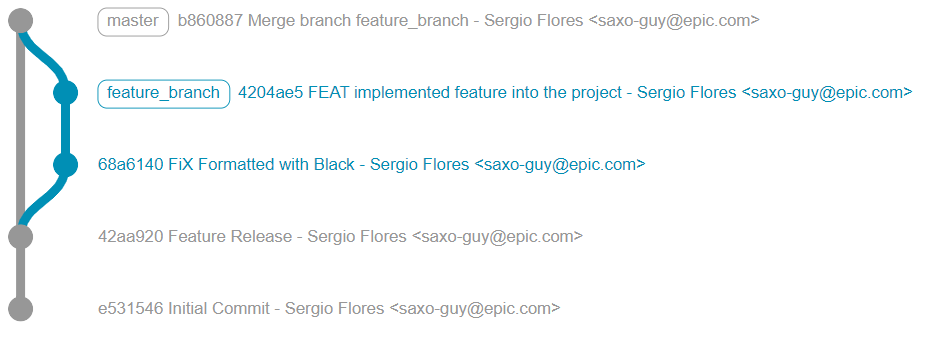 master b860887 Merge branch feature_branch - Sergio Flores <saxo-guy@epic.com>
feature_branch 4204ae5 FEAT implemented feature into the project - Sergio Flores <saxo-guy@epic.com>
68a6140 FiX Formatted with Black - Sergio Flores <saxo-guy@epic.com>
42aa920 Feature Release - Sergio Flores <saxo-guy@epic.com>
e531546 Initial Commit - Sergio Flores <saxo-guy@epic.com>